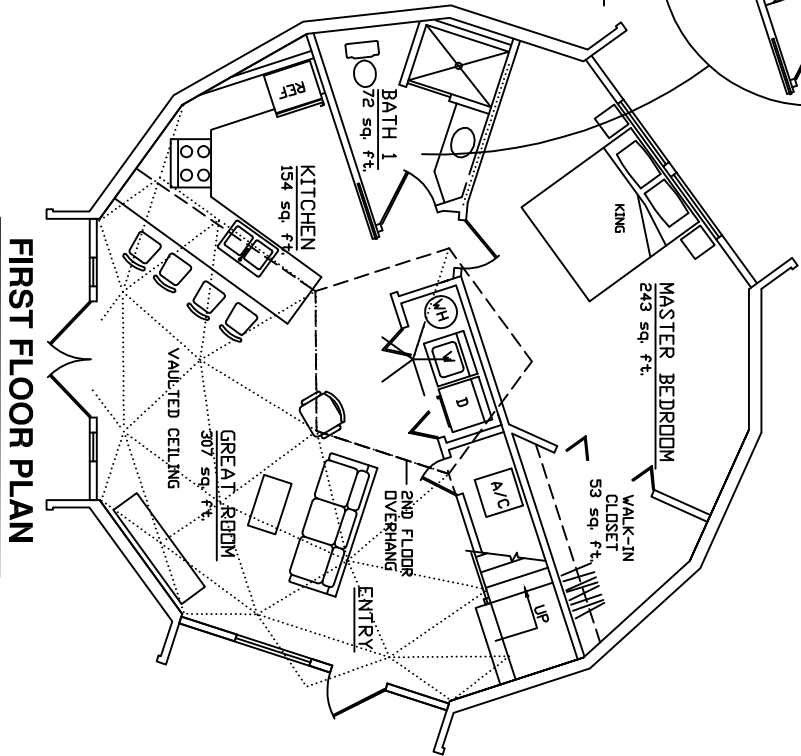 FIRST FLOOR PLAN
BATH 1
72 sq. ft.
REF
KITCHEN
154 sq. ft.
KING
MASTER BEDROOM
243 sq. ft.
WH
W
D
A/C
WALK-IN
CLOSET
53 sq. ft.
UP
2ND FLOOR
OVERHANG
ENTRY
GREAT ROOM
307 sq. ft.
VAULTED CEILING